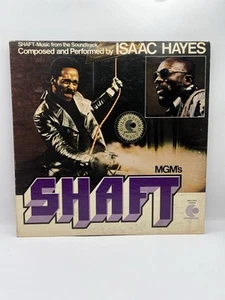 SHAFT-Music from the Soundtrack
Composed and Performed by ISAAC HAYES
MGM's
SHAFT